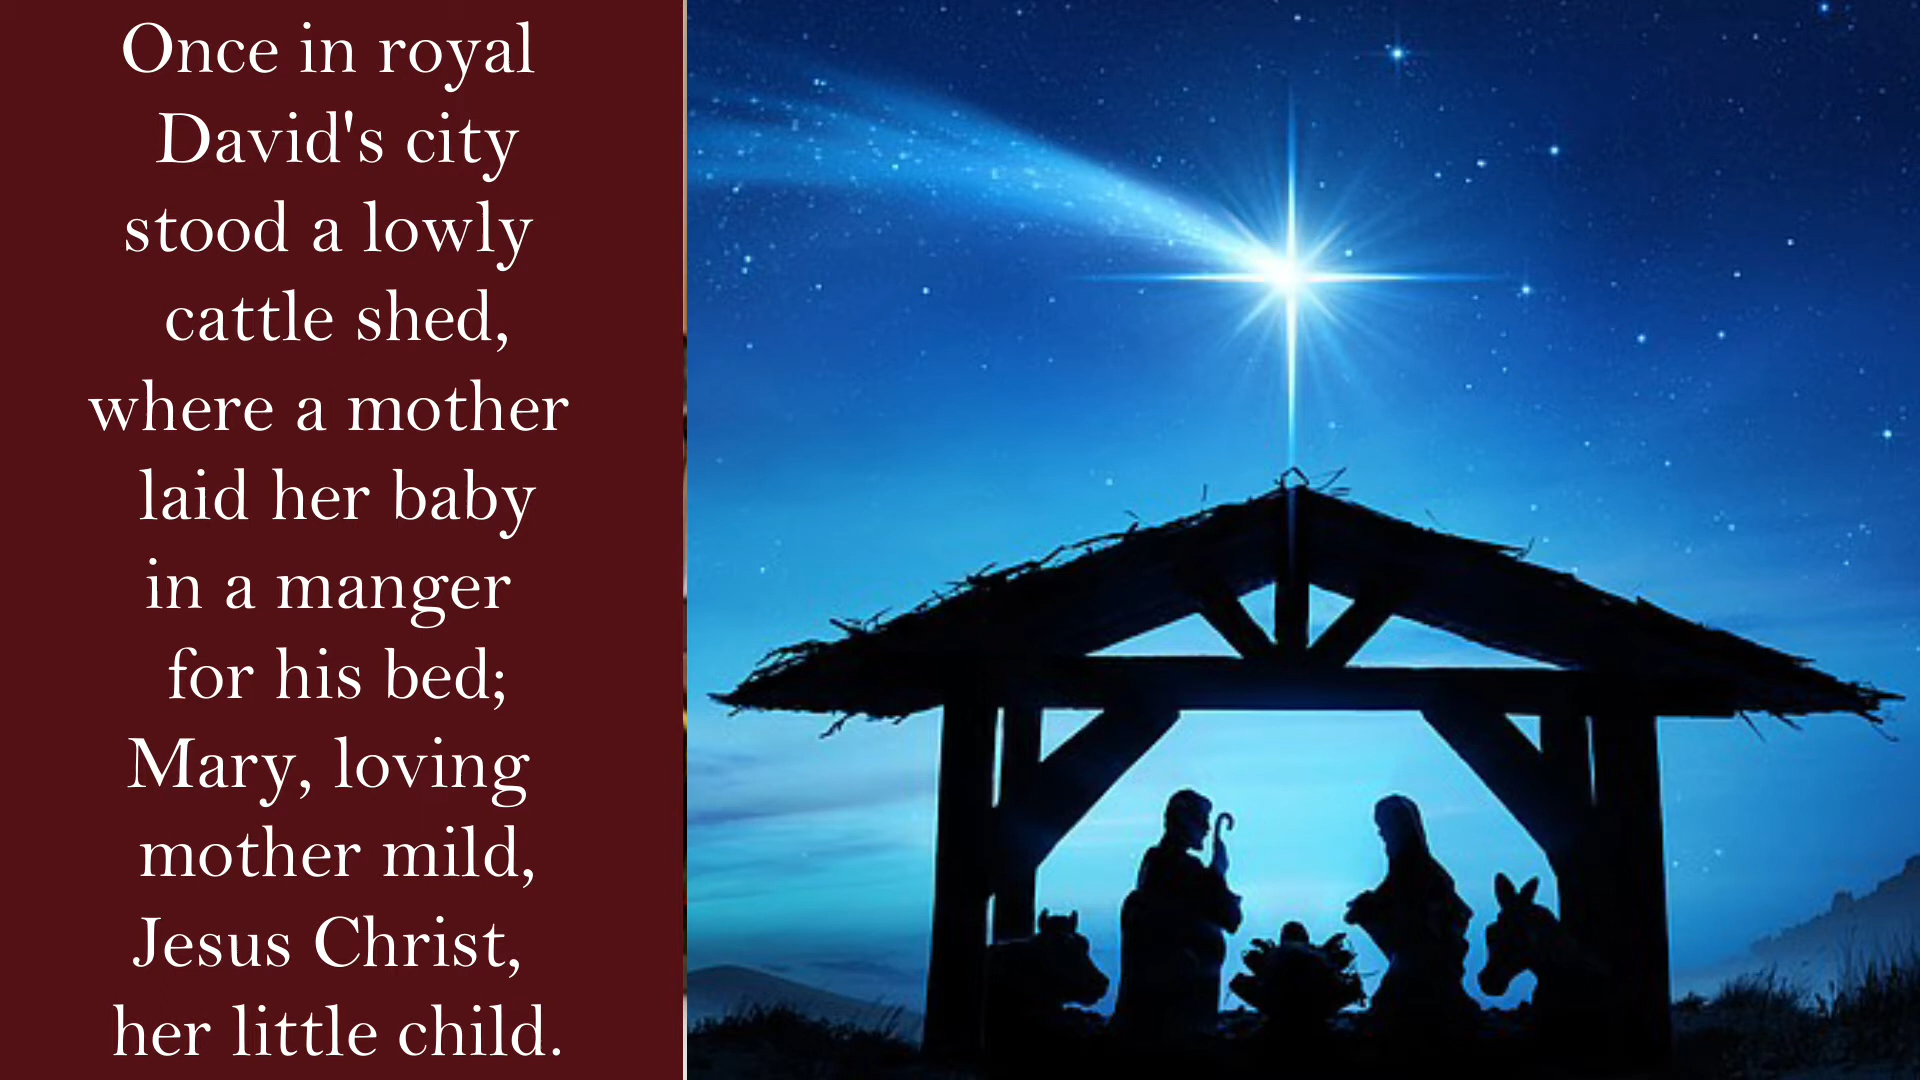 Once in royal
David's city
stood a lowly
cattle shed,
where a mother
laid her baby
in a manger
for his bed;
Mary, loving
mother mild,
Jesus Christ,
her little child.